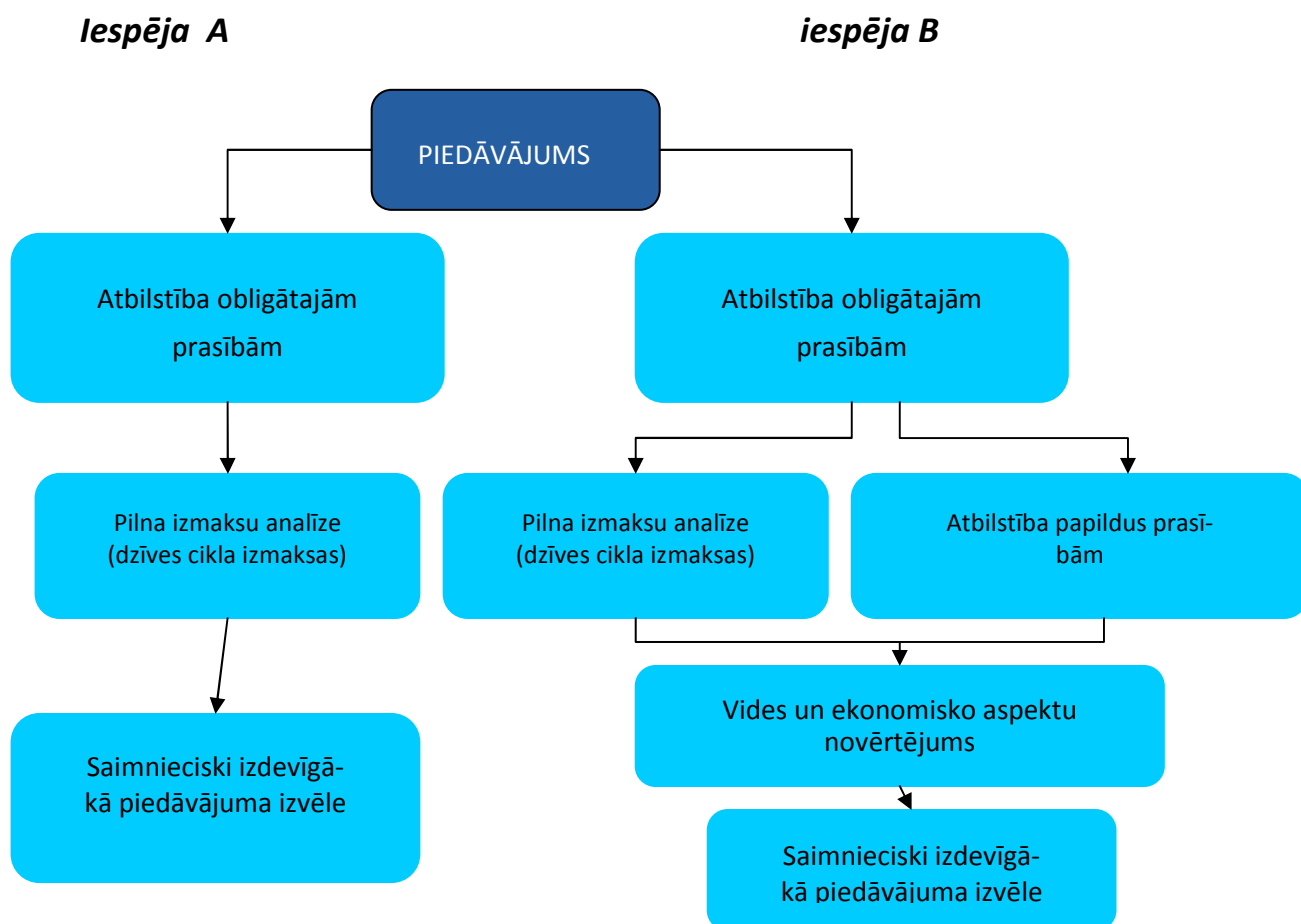 Iespēja A
iespēja B
PIEDĀVĀJUMS
Atbilstība obligātajām
prasībām
Atbilstība obligātajām
prasībām
Pilna izmaksu analīze
(dzīves cikla izmaksas)
Pilna izmaksu analīze
(dzīves cikla izmaksas)
Atbilstība papildus prasī-
bām
Vides un ekonomisko aspektu
novērtējums
Saimnieciski izdevīgā-
kā piedāvājuma izvēle
Saimnieciski izdevīgā-
kā piedāvājuma izvēle